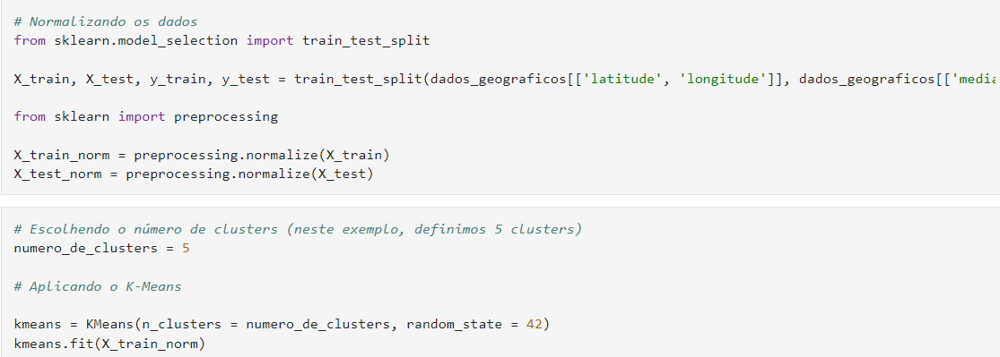 # Normalizando os dados
from sklearn.model_selection import train_test_split
X_train, X_test, y_train, y_test = train_test_split(dados_geograficos[['latitude', 'longitude']], dados_geograficos[['media
from sklearn import preprocessing
X_train_norm = preprocessing.normalize(X_train)
X_test_norm = preprocessing.normalize(X_test)
# Escolhendo o número de clusters (neste exemplo, definimos 5 clusters)
numero_de_clusters = 5
# Aplicando o K-Means
kmeans = KMeans(n_clusters = numero_de_clusters, random_state = 42)
kmeans.fit(X_train_norm)